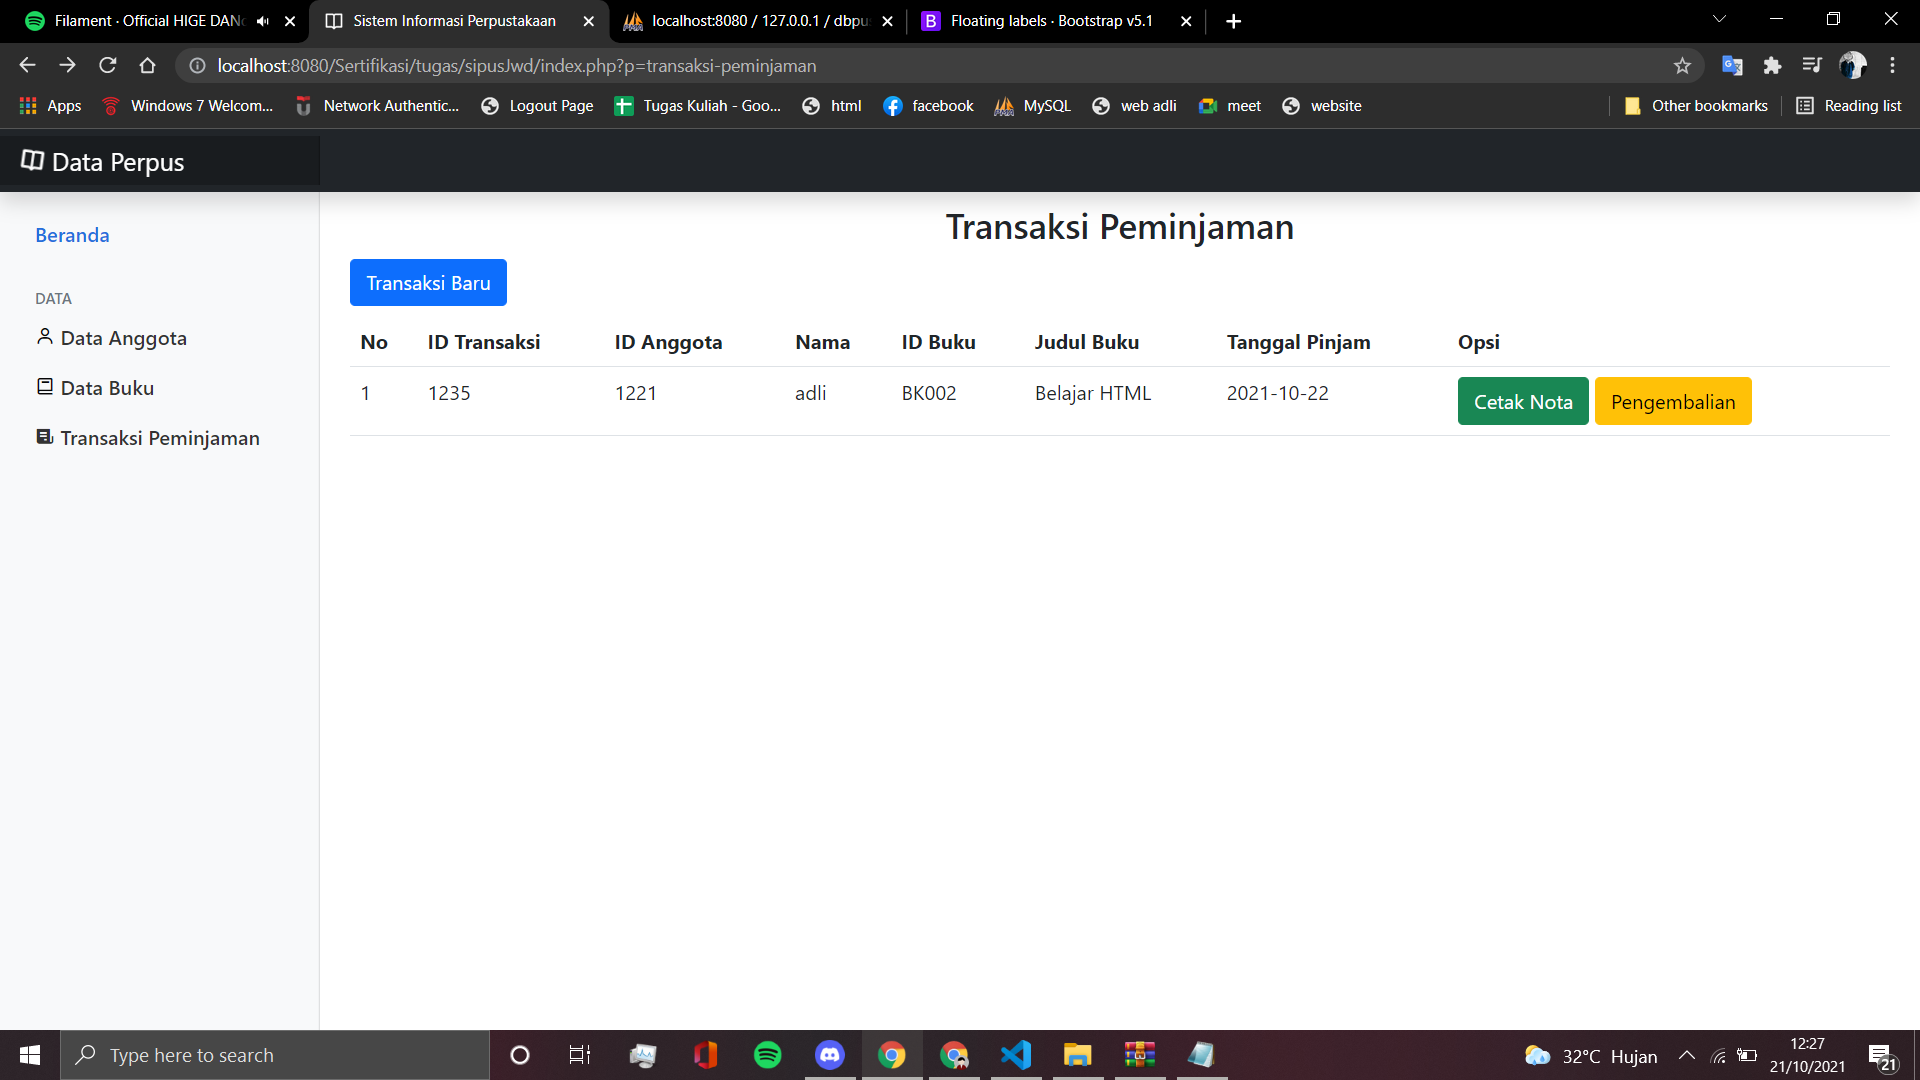 Filament · Official HIGE DAN
Sistem Informasi Perpustakaan
localhost:8080 / 127.0.0.1 / dbpu
B Floating labels · Bootstrap v5.1
localhost:8080/Sertifikasi/tugas/sipusJwd/index.php?p=transaksi-peminjaman
Apps Windows 7 Welcom... Network Authentic... Logout Page Tugas Kuliah - Goo... html facebook MySQL web adli meet website Other bookmarks Reading list
Data Perpus
Beranda
DATA
Data Anggota
Data Buku
Transaksi Peminjaman
Transaksi Peminjaman
Transaksi Baru
No ID Transaksi ID Anggota Nama ID Buku Judul Buku Tanggal Pinjam Opsi
1 1235 1221 adli BK002 Belajar HTML 2021-10-22 Cetak Nota Pengembalian
Type here to search
32°C Hujan
12:27
21/10/2021
21